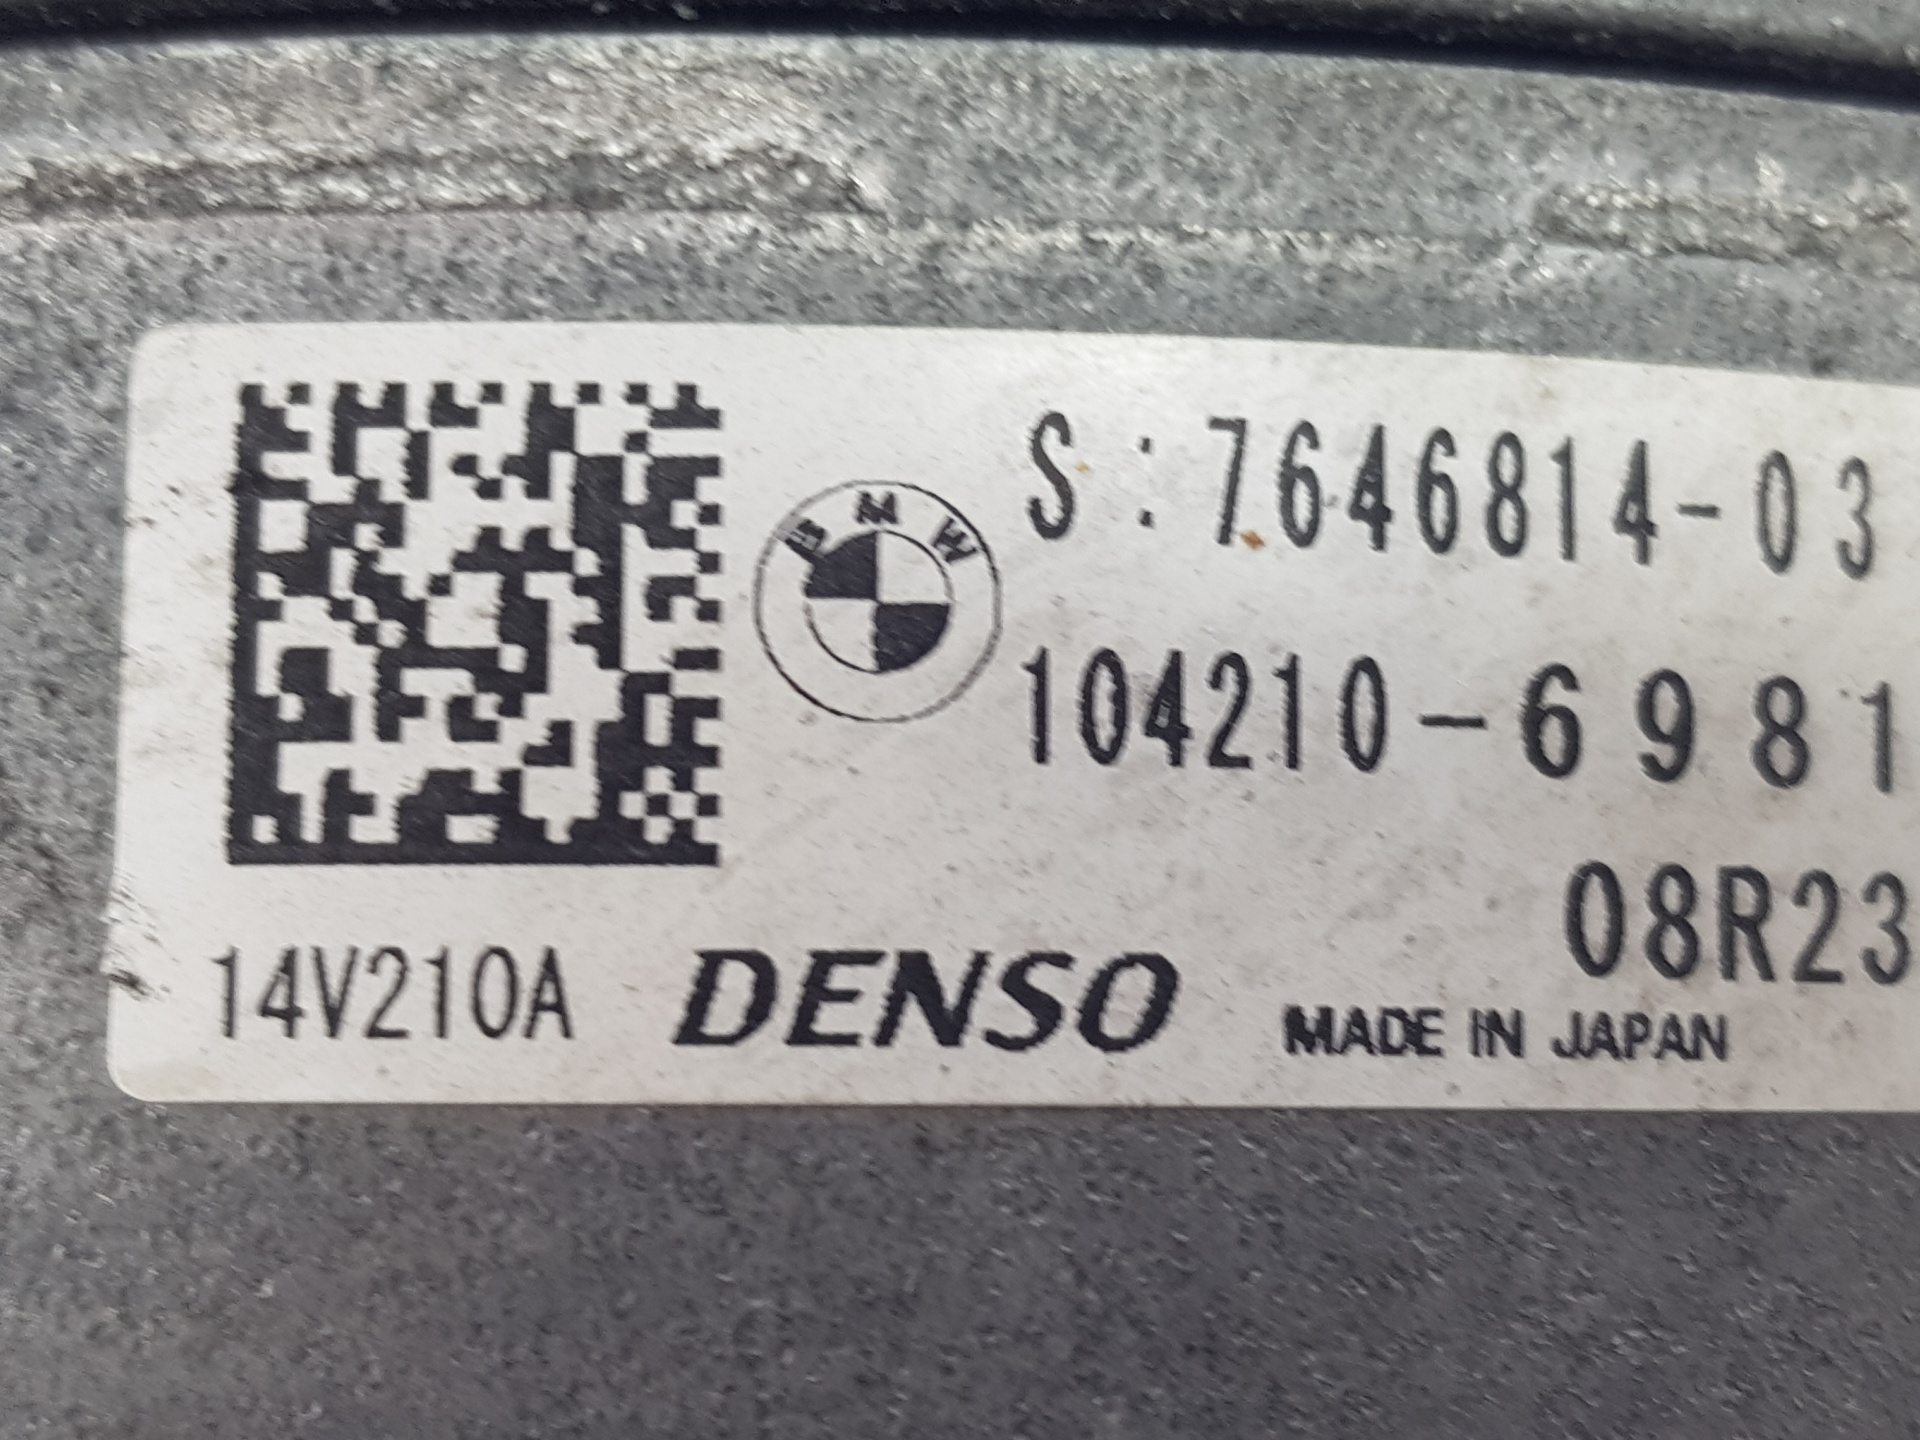 BMW
S:7646814-03
104210-6981
08R23
14V210A DENSO MADE IN JAPAN